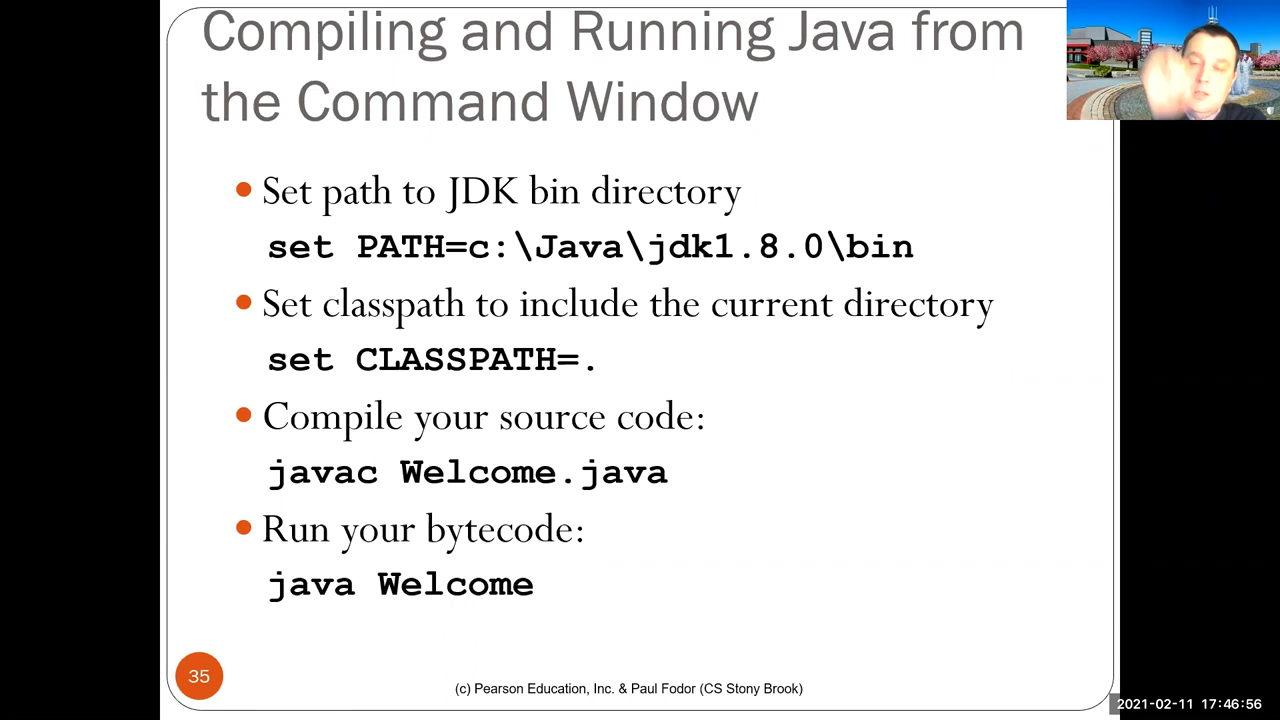 Compiling and Running Java from
the Command Window
• Set path to JDK bin directory
set PATH=c:\Java\jdk1.8.0\bin
• Set classpath to include the current directory
set CLASSPATH=.
• Compile your source code:
javac Welcome.java
• Run your bytecode:
java Welcome
35
(c) Pearson Education, Inc. & Paul Fodor (CS Stony Brook)
2021-02-11 17:46:56